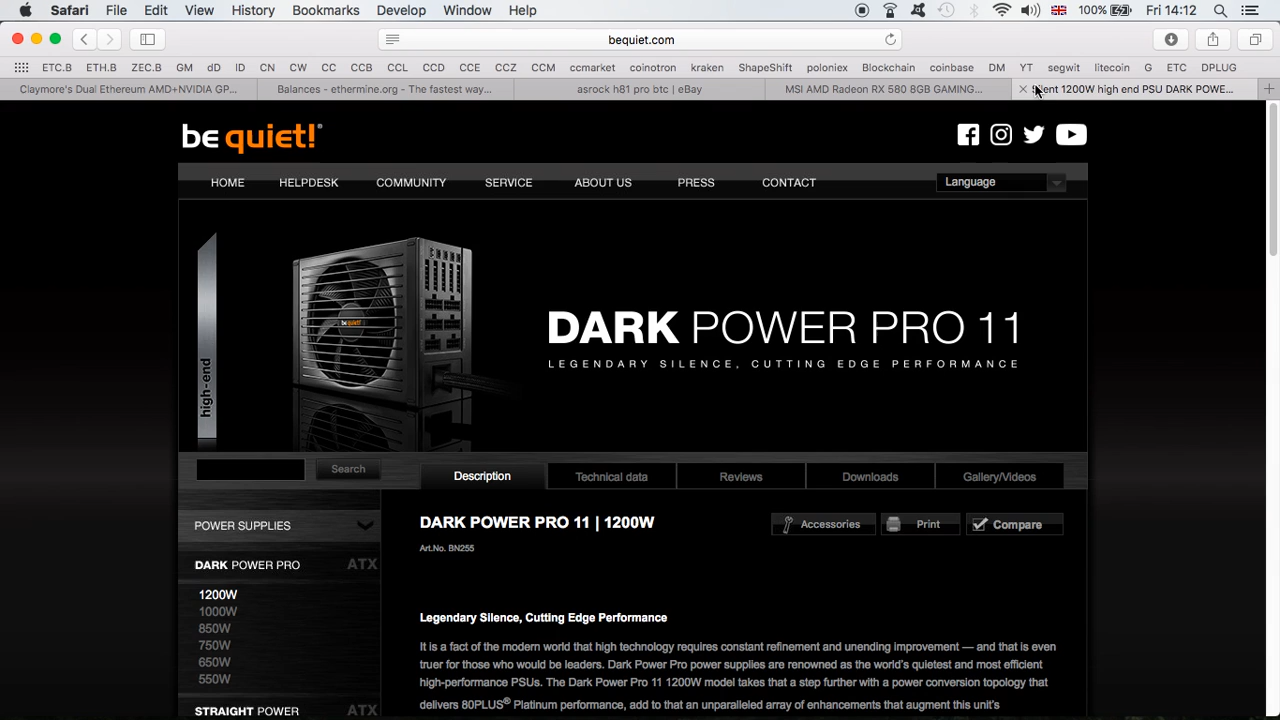 Safari File Edit View History Bookmarks Develop Window Help 100% Fri 14:12
bequiet.com
ETC.B ETH.B ZEC.B GM dD ID CN CW CC CCB CCL CCD CCE CCZ CCM ccmarket coinotron kraken ShapeShift poloniex Blockchain coinbase DM YT segwit litecoin G ETC DPLUG
Claymore's Dual Ethereum AMD+NVIDIA GP... Balances - ethermine.org - The fastest way... asrock h81 pro btc | eBay MSI AMD Radeon RX 580 8GB GAMING... Silent 1200W high end PSU DARK POWE...
be quiet!®
HOME HELPDESK COMMUNITY SERVICE ABOUT US PRESS CONTACT Language
high-end
be quiet!
DARK POWER PRO 11
LEGENDARY SILENCE, CUTTING EDGE PERFORMANCE
Search Description Technical data Reviews Downloads Gallery/Videos
POWER SUPPLIES
DARK POWER PRO ATX
1200W
1000W
850W
750W
650W
550W
STRAIGHT POWER ATX
DARK POWER PRO 11 | 1200W
Accessories Print Compare
Art.No. BN255
Legendary Silence, Cutting Edge Performance
It is a fact of the modern world that high technology requires constant refinement and unending improvement — and that is even
truer for those who would be leaders. Dark Power Pro power supplies are renowned as the world's quietest and most efficient
high-performance PSUs. The Dark Power Pro 11 1200W model takes that a step further with a power conversion topology that
delivers 80PLUS® Platinum performance, add to that an unparalleled array of enhancements that augment this unit's